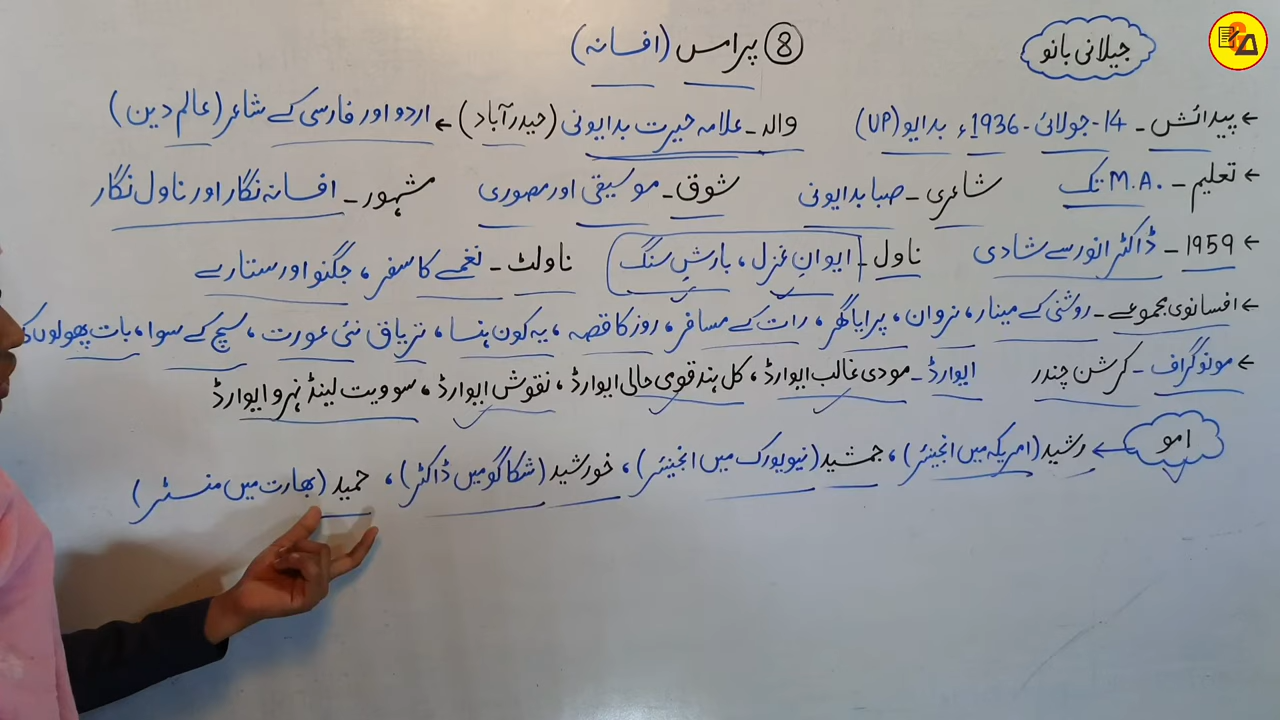 ⑧ پرامس (افسانہ)
جیلانی بانو
← پیدائش - 14 - جولائی - 1936ء بدایو (UP) والد - علامہ حیرت بدایونی (حیدرآباد) ← اردو اور فارسی کے شاعر (عالم دین)
← تعلیم - M.A. تک شاعری - صبا بدایونی شوق - موسیقی اور مصوری مشہور - افسانہ نگار اور ناول نگار
← 1959 - ڈاکٹر انور سے شادی ناول - ایوانِ غزل، بارشِ سنگ ناولٹ - نغمے کا سفر، جگنو اور ستارے
← افسانوی مجموعے - روشنی کے مینار، نروان، پرایا گھر، رات کے مسافر، روز کا قصہ، یہ کون ہنسا، تریاق، نئی عورت، سچ کے سوا، بات پھولوں
← مونوگراف - کرشن چندر ایوارڈ - مودی غالب ایوارڈ، کل ہند قومی حالی ایوارڈ، نقوش ایوارڈ، سوویت لینڈ نہرو ایوارڈ
امو ← رشید (امریکہ میں انجینئر)، جمشید (نیویورک میں انجینئر)، خورشید (شکاگو میں ڈاکٹر)، حمید (بھارت میں منسٹر)